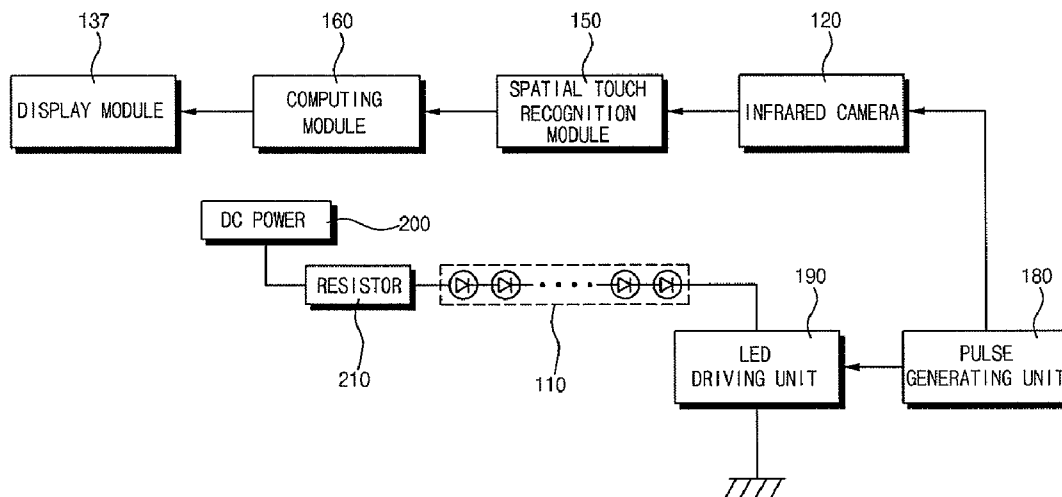 137
160
150
120
DISPLAY MODULE
COMPUTING
MODULE
SPATIAL TOUCH
RECOGNITION
MODULE
INFRARED CAMERA
DC POWER
200
RESISTOR
210
110
190
180
LED
DRIVING UNIT
PULSE
GENERATING UNIT